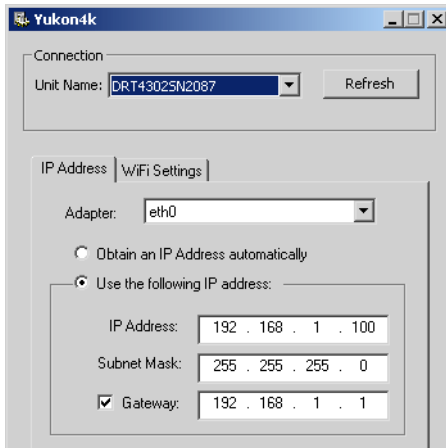 Yukon4k
Connection
Unit Name: DRT4302SN2087 Refresh
IP Address WiFi Settings
Adapter: eth0
Obtain an IP Address automatically
Use the following IP address:
IP Address: 192 . 168 . 1 . 100
Subnet Mask: 255 . 255 . 255 . 0
Gateway: 192 . 168 . 1 . 1